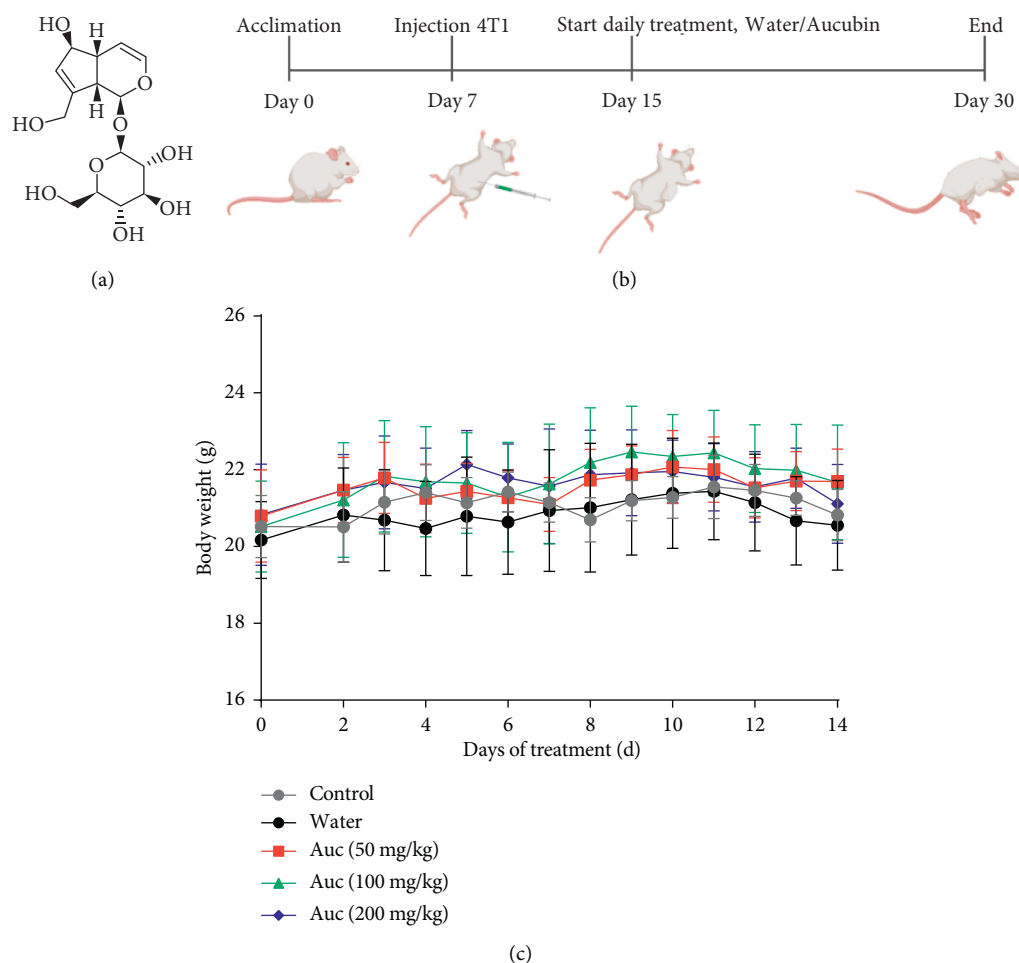 HO
H
O
H
HO
O
O
OH
HO
OH
OH
(a)
Acclimation Injection 4T1 Start daily treatment, Water/Aucubin End
Day 0 Day 7 Day 15 Day 30
(b)
26
24
22
20
18
16
Body weight (g)
0 2 4 6 8 10 12 14
Days of treatment (d)
Control
Water
Auc (50 mg/kg)
Auc (100 mg/kg)
Auc (200 mg/kg)
(c)